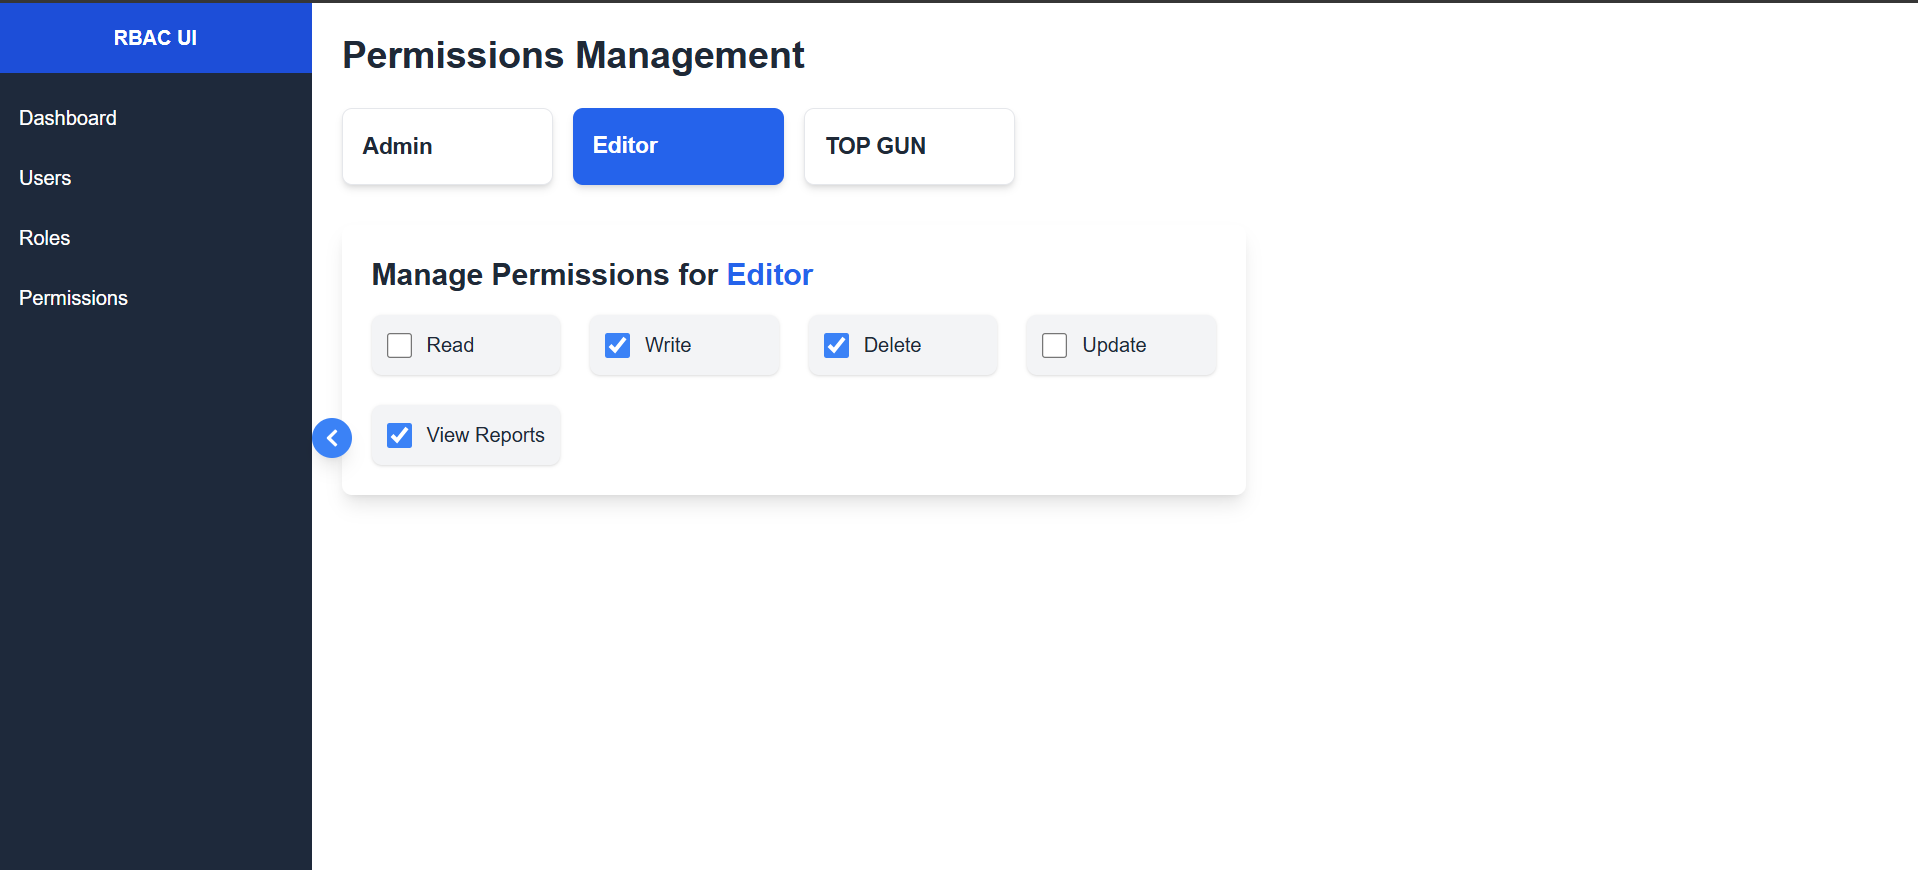 RBAC UI
Dashboard
Users
Roles
Permissions
Permissions Management
Admin
Editor
TOP GUN
Manage Permissions for Editor
Read
Write
Delete
Update
View Reports